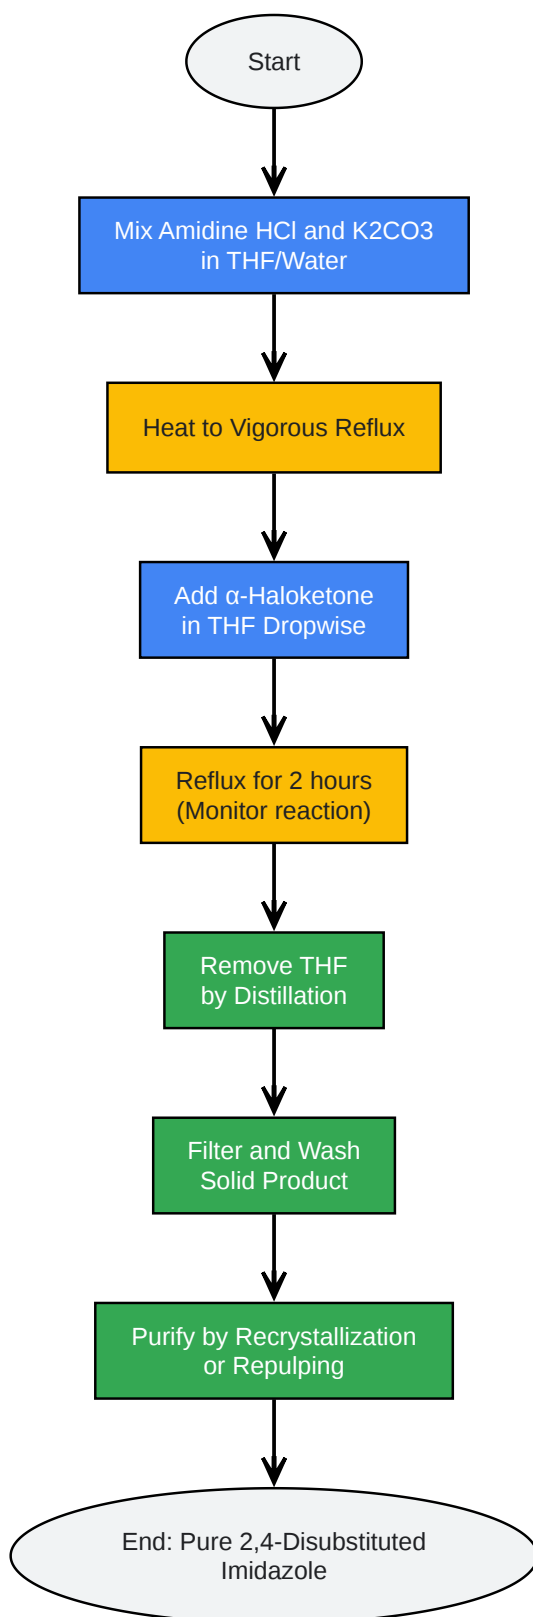 Start
Mix Amidine HCl and K2CO3
in THF/Water
Heat to Vigorous Reflux
Add α-Haloketone
in THF Dropwise
Reflux for 2 hours
(Monitor reaction)
Remove THF
by Distillation
Filter and Wash
Solid Product
Purify by Recrystallization
or Repulping
End: Pure 2,4-Disubstituted
Imidazole